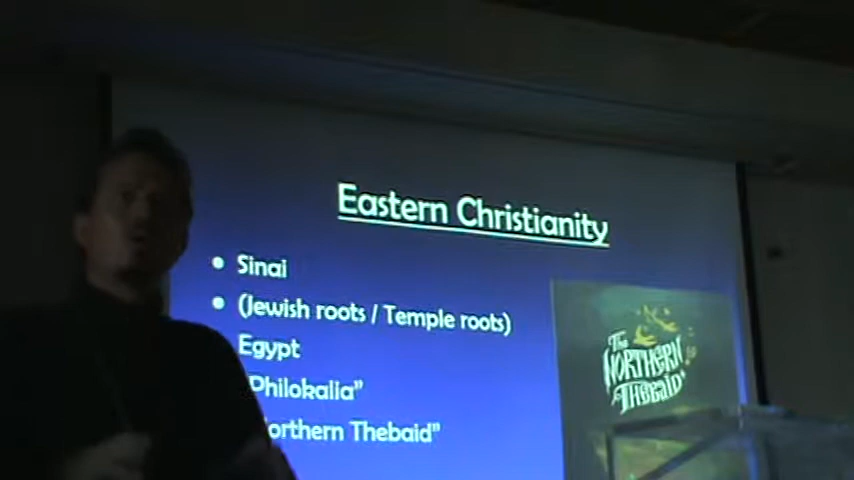 Eastern Christianity
• Sinai
• (Jewish roots / Temple roots)
Egypt
Philokalia"
orthern Thebaid"
The
NORTHERN
THEBAID